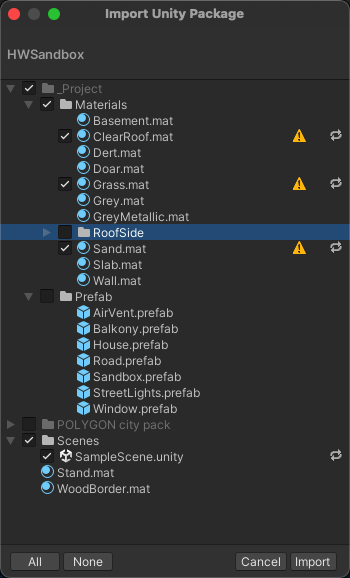 Import Unity Package
HWSandbox
_Project
Materials
Basement.mat
ClearRoof.mat
Dert.mat
Doar.mat
Grass.mat
Grey.mat
GreyMetallic.mat
RoofSide
Sand.mat
Slab.mat
Wall.mat
Prefab
AirVent.prefab
Balkony.prefab
House.prefab
Road.prefab
Sandbox.prefab
StreetLights.prefab
Window.prefab
POLYGON city pack
Scenes
SampleScene.unity
Stand.mat
WoodBorder.mat
All None Cancel Import